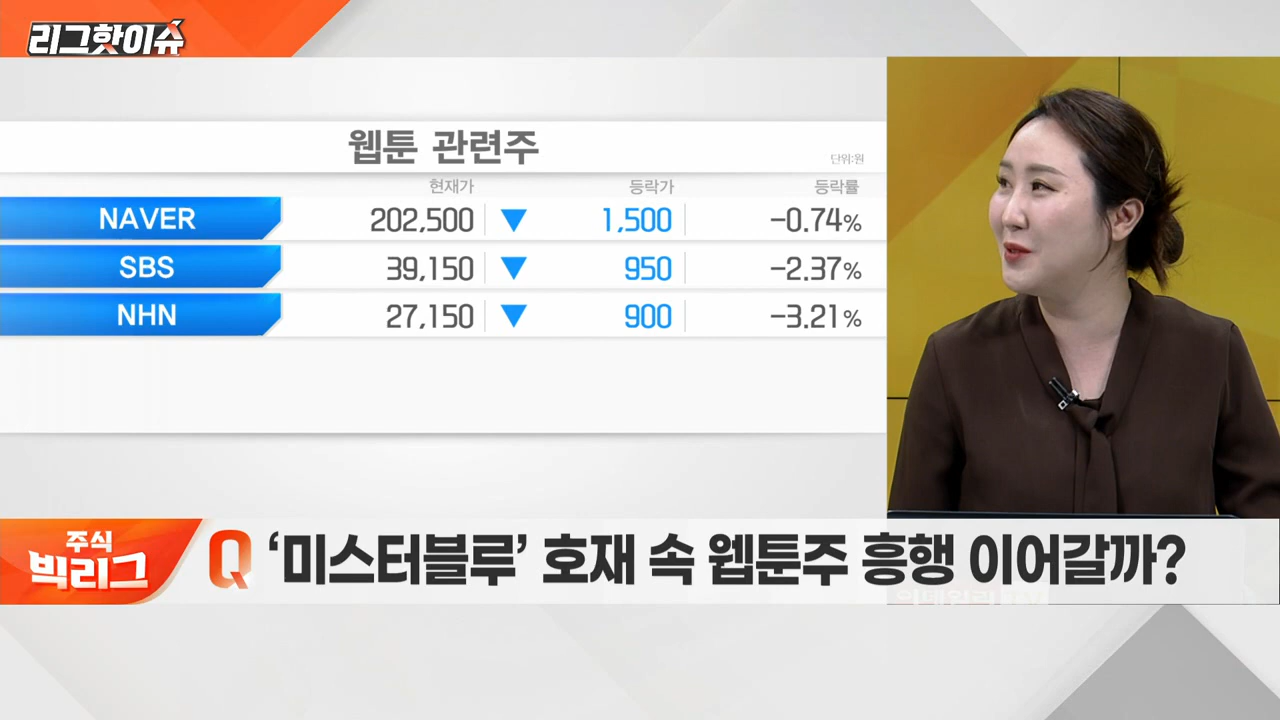 리그핫이슈
웹툰 관련주
단위:원
현재가 등락가 등락률
NAVER 202,500 ▼ 1,500 -0.74%
SBS 39,150 ▼ 950 -2.37%
NHN 27,150 ▼ 900 -3.21%
주식
빅리그
Q ‘미스터블루’ 호재 속 웹툰주 흥행 이어갈까?